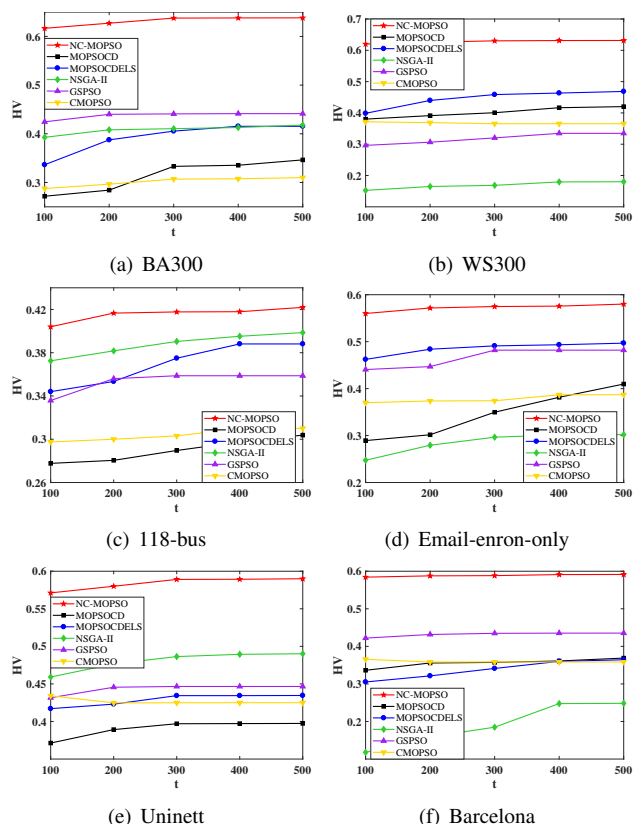 0.6
0.5
0.4
0.3
HV
NC-MOPSO
MOPSOCD
MOPSOCDELS
NSGA-II
GSPSO
CMOPSO
100 200 300 400 500
t
(a) BA300
0.7
0.6
0.5
0.4
0.3
0.2
HV
NC-MOPSO
MOPSOCD
MOPSOCDELS
NSGA-II
GSPSO
CMOPSO
100 200 300 400 500
t
(b) WS300
0.42
0.38
0.34
0.3
0.26
HV
NC-MOPSO
MOPSOCD
MOPSOCDELS
NSGA-II
GSPSO
CMOPSO
100 200 300 400 500
t
(c) 118-bus
0.6
0.5
0.4
0.3
0.2
HV
NC-MOPSO
MOPSOCD
MOPSOCDELS
NSGA-II
GSPSO
CMOPSO
100 200 300 400 500
t
(d) Email-enron-only
0.6
0.55
0.5
0.45
0.4
HV
NC-MOPSO
MOPSOCD
MOPSOCDELS
NSGA-II
GSPSO
CMOPSO
100 200 300 400 500
t
(e) Uninett
0.6
0.5
0.4
0.3
0.2
HV
NC-MOPSO
MOPSOCD
MOPSOCDELS
NSGA-II
GSPSO
CMOPSO
100 200 300 400 500
t
(f) Barcelona